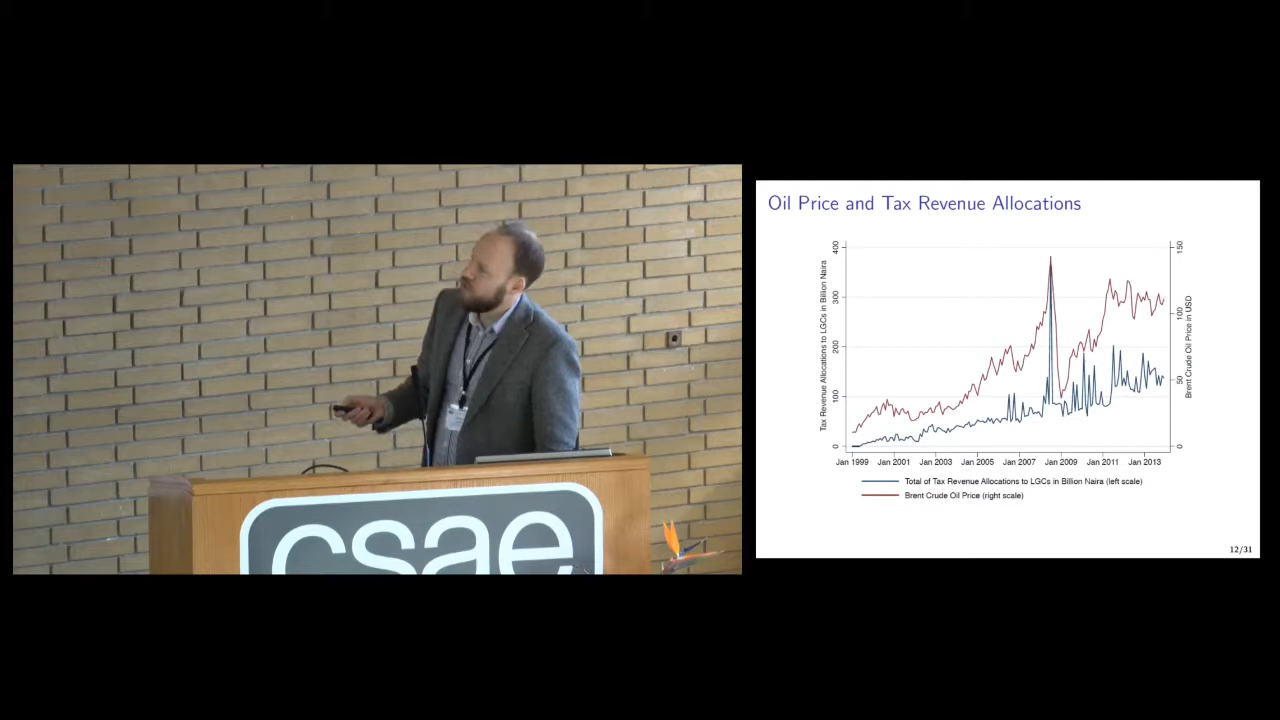 csae
Oil Price and Tax Revenue Allocations
Tax Revenue Allocations to LGCs in Billion Naira
0 100 200 300 400
Brent Crude Oil Price in USD
0 50 100 150
Jan 1999 Jan 2001 Jan 2003 Jan 2005 Jan 2007 Jan 2009 Jan 2011 Jan 2013
Total of Tax Revenue Allocations to LGCs in Billion Naira (left scale)
Brent Crude Oil Price (right scale)
12/31